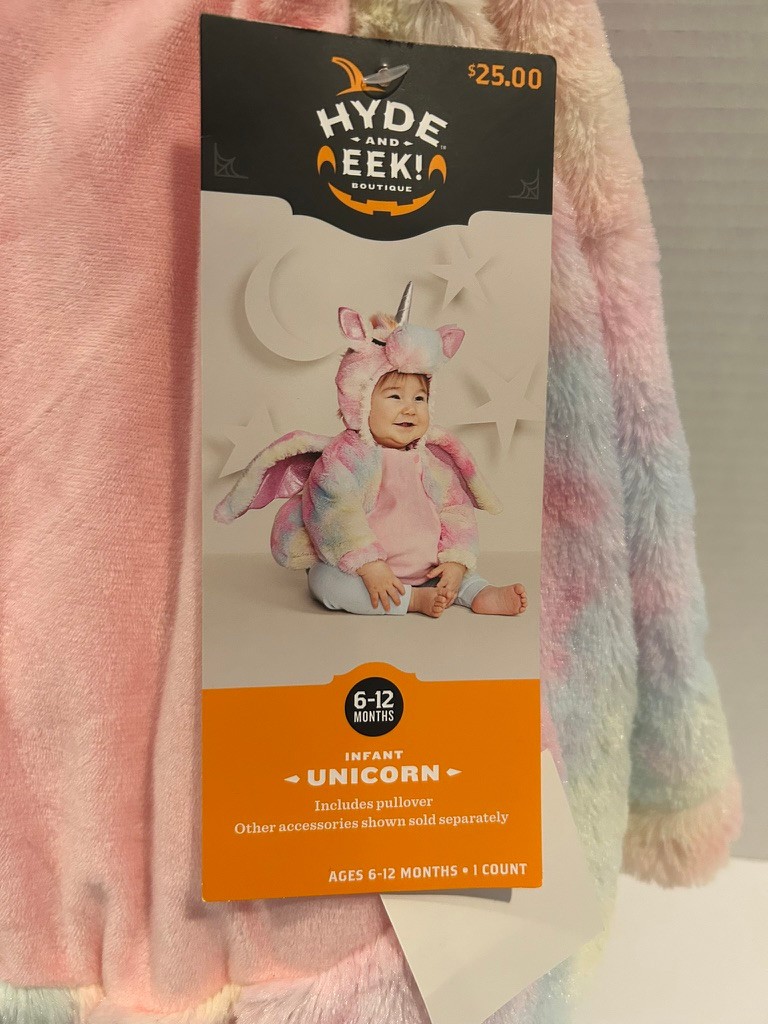 $25.00
HYDE
AND
EEK!
BOUTIQUE
6-12
MONTHS
INFANT
UNICORN
Includes pullover
Other accessories shown sold separately
AGES 6-12 MONTHS • 1 COUNT